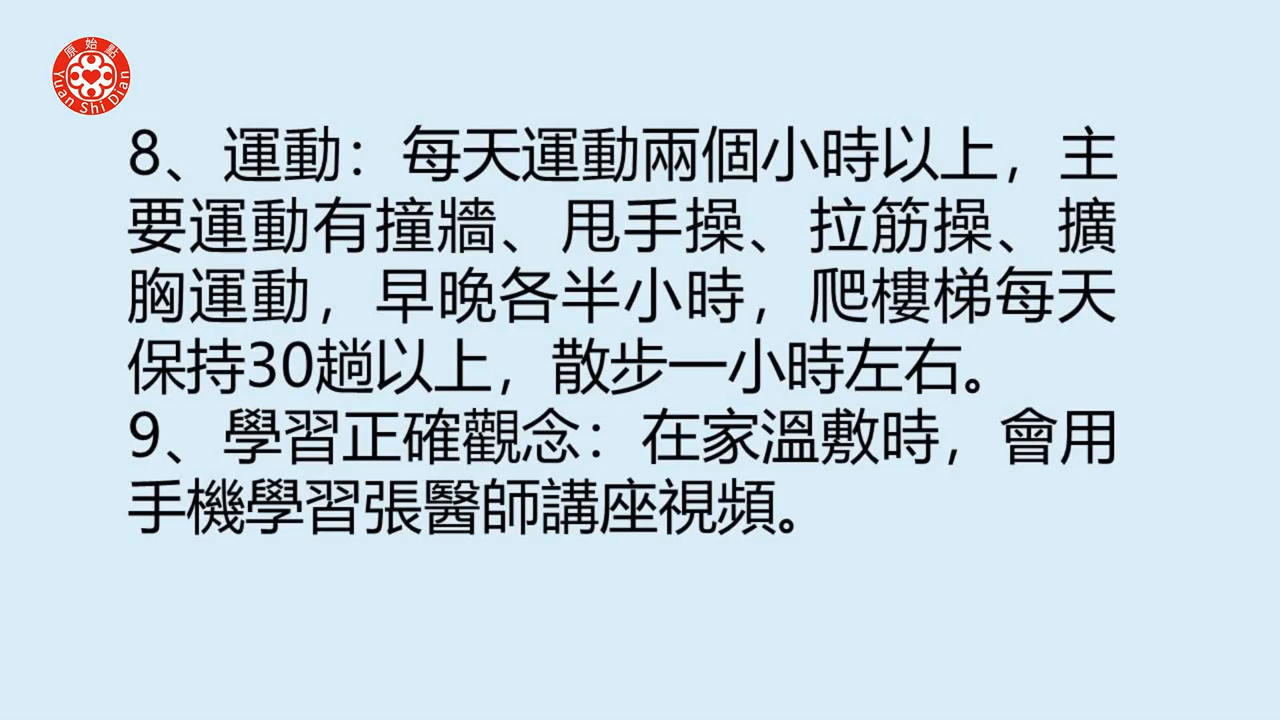 原始點
Yuan Shi Dian
8、運動：每天運動兩個小時以上，主
要運動有撞牆、甩手操、拉筋操、擴
胸運動，早晚各半小時，爬樓梯每天
保持30趟以上，散步一小時左右。
9、學習正確觀念：在家溫敷時，會用
手機學習張醫師講座視頻。